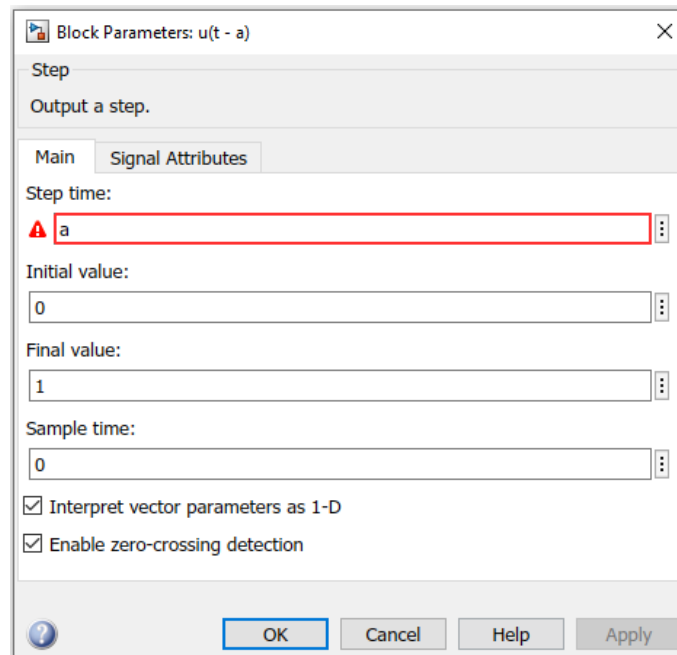 Block Parameters: u(t - a)
Step
Output a step.
Main Signal Attributes
Step time:
a
Initial value:
0
Final value:
1
Sample time:
0
Interpret vector parameters as 1-D
Enable zero-crossing detection
OK Cancel Help Apply